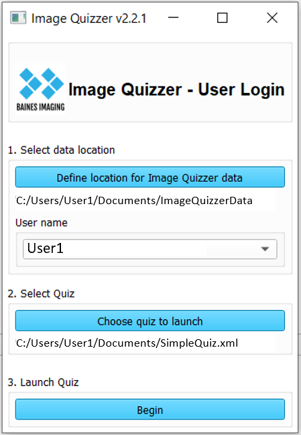 Image Quizzer v2.2.1
BAINES IMAGING
Image Quizzer - User Login
1. Select data location
Define location for Image Quizzer data
C:/Users/User1/Documents/ImageQuizzerData
User name
User1
2. Select Quiz
Choose quiz to launch
C:/Users/User1/Documents/SimpleQuiz.xml
3. Launch Quiz
Begin